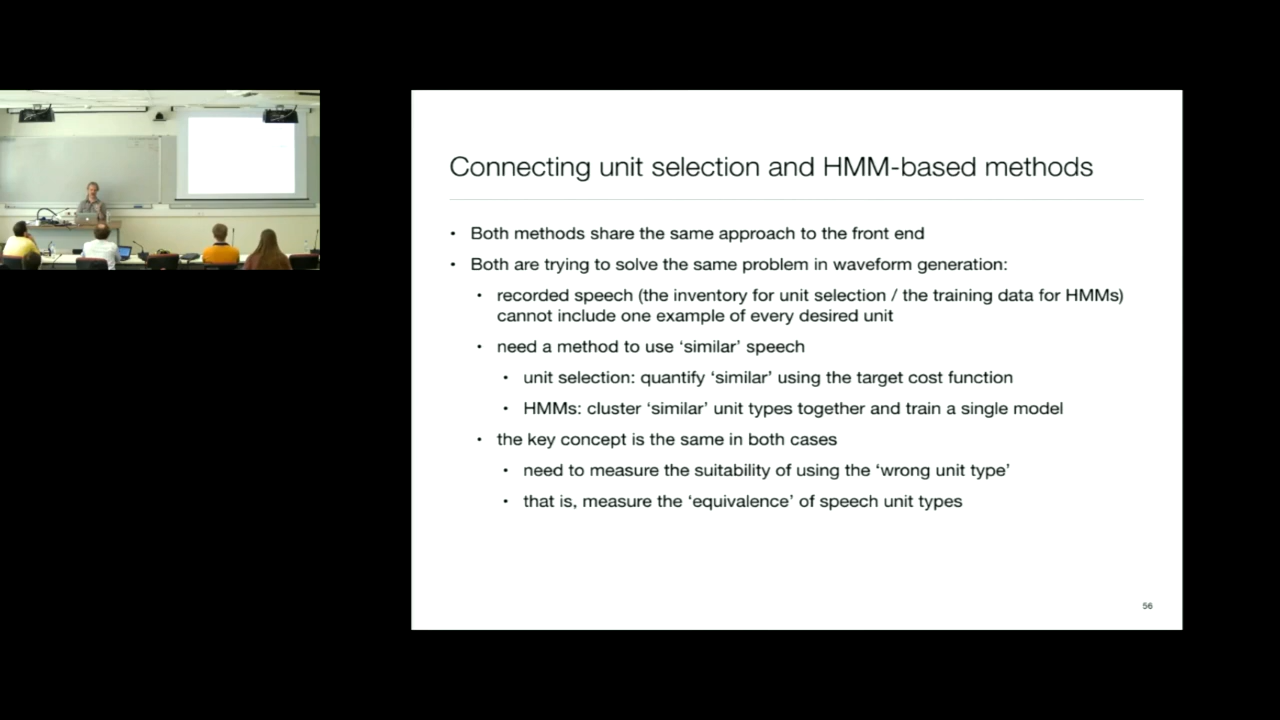 Connecting unit selection and HMM-based methods
• Both methods share the same approach to the front end
• Both are trying to solve the same problem in waveform generation:
• recorded speech (the inventory for unit selection / the training data for HMMs)
cannot include one example of every desired unit
• need a method to use ‘similar’ speech
• unit selection: quantify ‘similar’ using the target cost function
• HMMs: cluster ‘similar’ unit types together and train a single model
• the key concept is the same in both cases
• need to measure the suitability of using the ‘wrong unit type’
• that is, measure the ‘equivalence’ of speech unit types
56